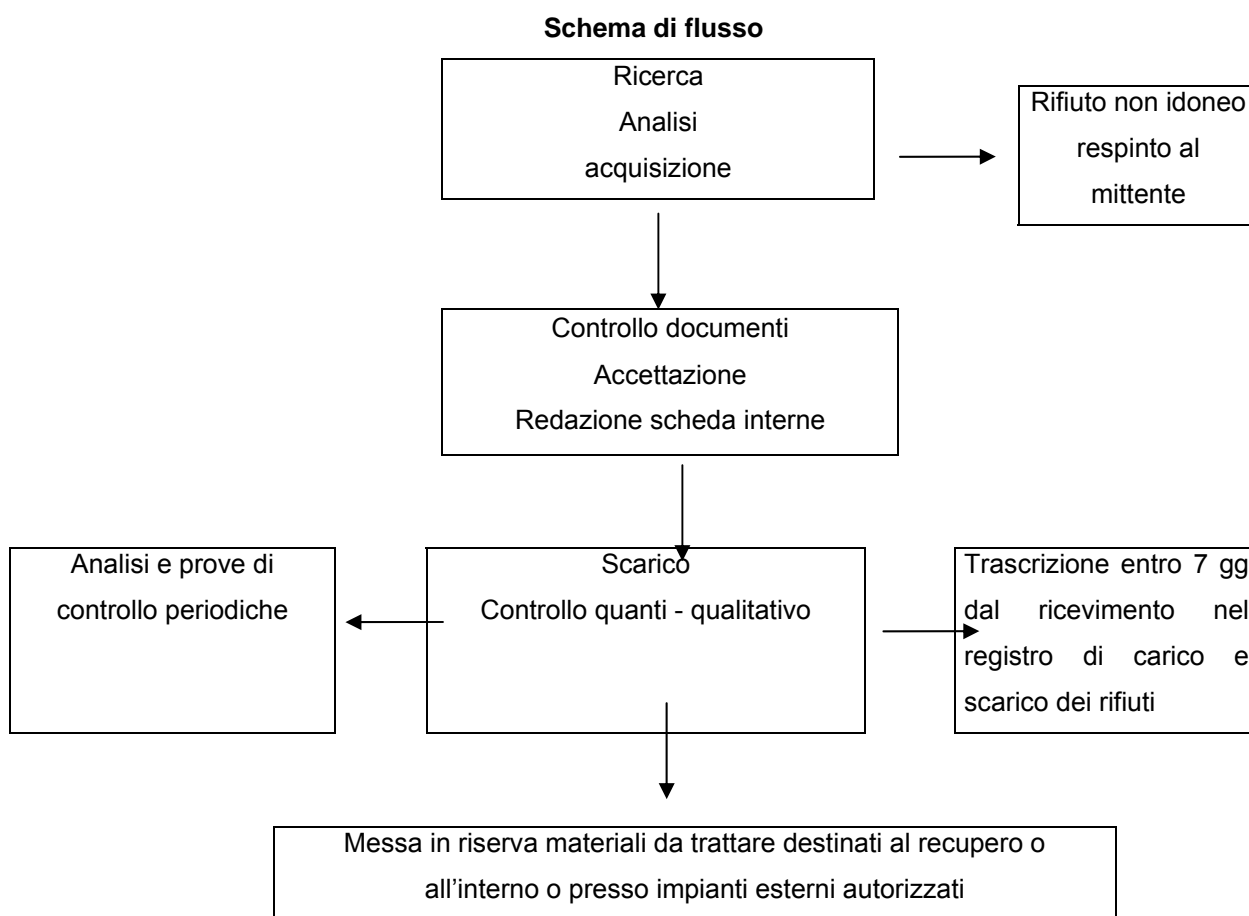 Schema di flusso
Ricerca
Analisi
acquisizione
Rifiuto non idoneo
respinto al
mittente
Controllo documenti
Accettazione
Redazione scheda interne
Analisi e prove di
controllo periodiche
Scarico
Controllo quanti - qualitativo
Trascrizione entro 7 gg
dal ricevimento nel
registro di carico e
scarico dei rifiuti
Messa in riserva materiali da trattare destinati al recupero o
all'interno o presso impianti esterni autorizzati